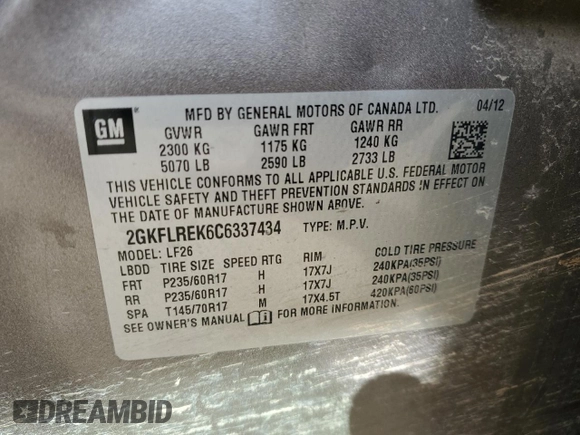 GM
MFD BY GENERAL MOTORS OF CANADA LTD. 04/12
GVWR GAWR FRT GAWR RR
2300 KG 1175 KG 1240 KG
5070 LB 2590 LB 2733 LB
THIS VEHICLE CONFORMS TO ALL APPLICABLE U.S. FEDERAL MOTOR
VEHICLE SAFETY AND THEFT PREVENTION STANDARDS IN EFFECT ON
THE DATE OF MANUFACTURE SHOWN ABOVE.
2GKFLREK6C6337434 TYPE: M.P.V.
MODEL: LF26
LBDD TIRE SIZE SPEED RTG RIM COLD TIRE PRESSURE
FRT P235/60R17 H 17X7J 240KPA(35PSI)
RR P235/60R17 H 17X7J 240KPA(35PSI)
SPA T145/70R17 M 17X4.5T 420KPA(60PSI)
SEE OWNER'S MANUAL FOR MORE INFORMATION.
DREAMBID